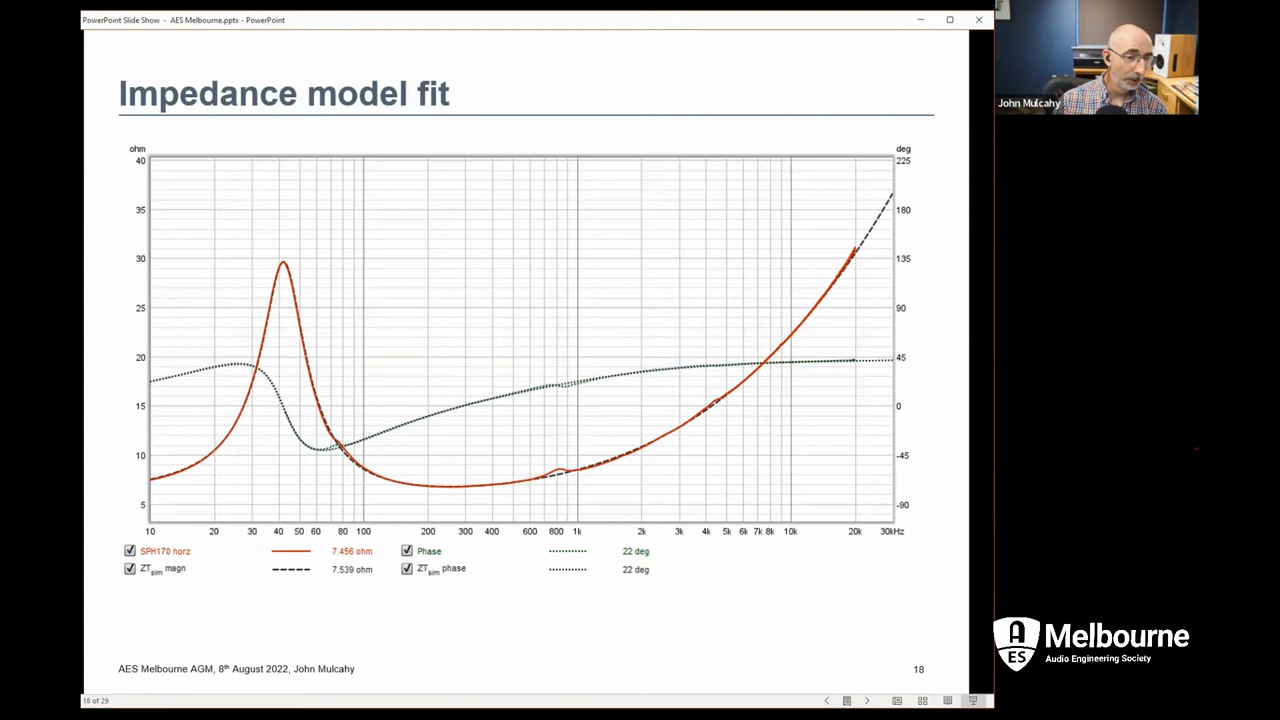 PowerPoint Slide Show - AES Melbourne.pptx - PowerPoint
John Mulcahy
Impedance model fit
ohm
deg
40
35
30
25
20
15
10
5
225
180
135
90
45
0
-45
-90
10 20 30 40 50 60 80 100 200 300 400 600 800 1k 2k 3k 4k 5k 6k 7k 8k 10k 20k 30kHz
SPH170 horz 7.456 ohm Phase 22 deg
ZTsim magn 7.539 ohm ZTsim phase 22 deg
AES Melbourne AGM, 8th August 2022, John Mulcahy
18
18 of 29
A
ES
Melbourne
Audio Engineering Society